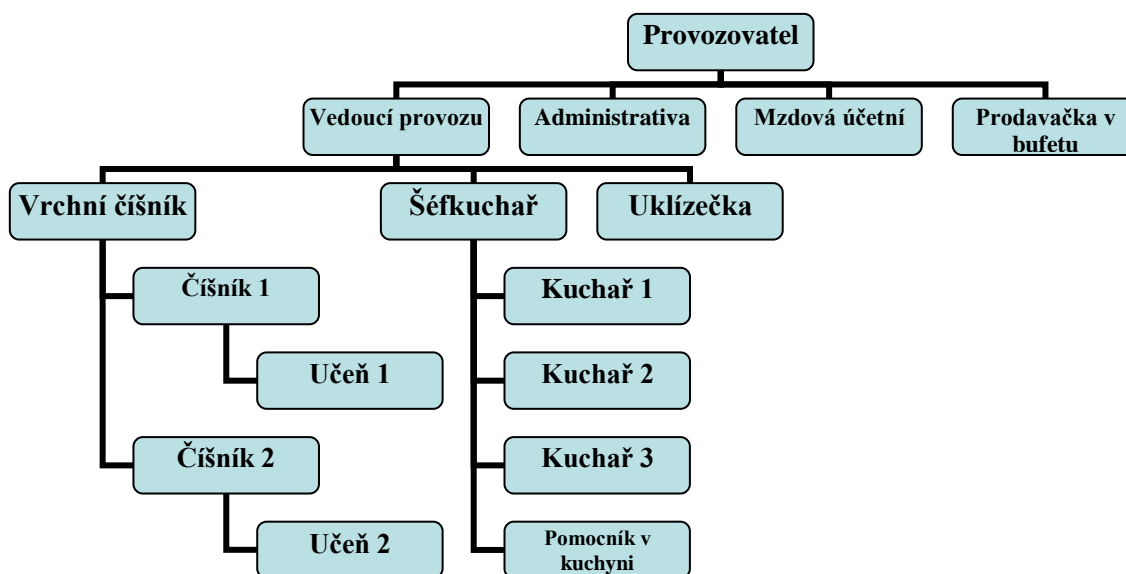 Provozovatel
Vedoucí provozu
Administrativa
Mzdová účetní
Prodavačka v
bufetu
Vrchní číšník
Šéfkuchař
Uklízečka
Číšník 1
Kuchař 1
Učeň 1
Kuchař 2
Číšník 2
Kuchař 3
Učeň 2
Pomocník v
kuchyni